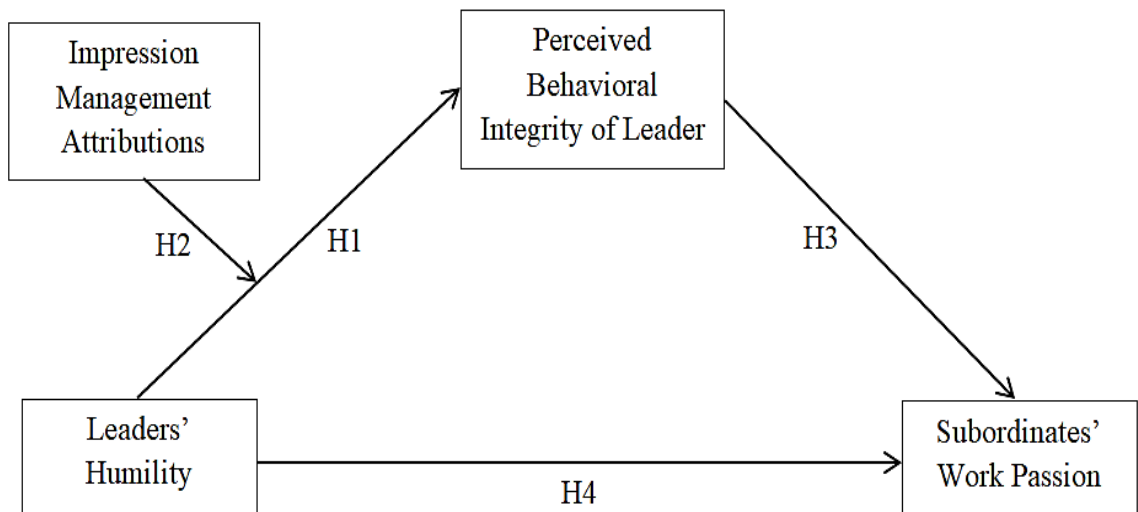 Impression
Management
Attributions
Perceived
Behavioral
Integrity of Leader
H2
H1
H3
Leaders’
Humility
Subordinates’
Work Passion
H4